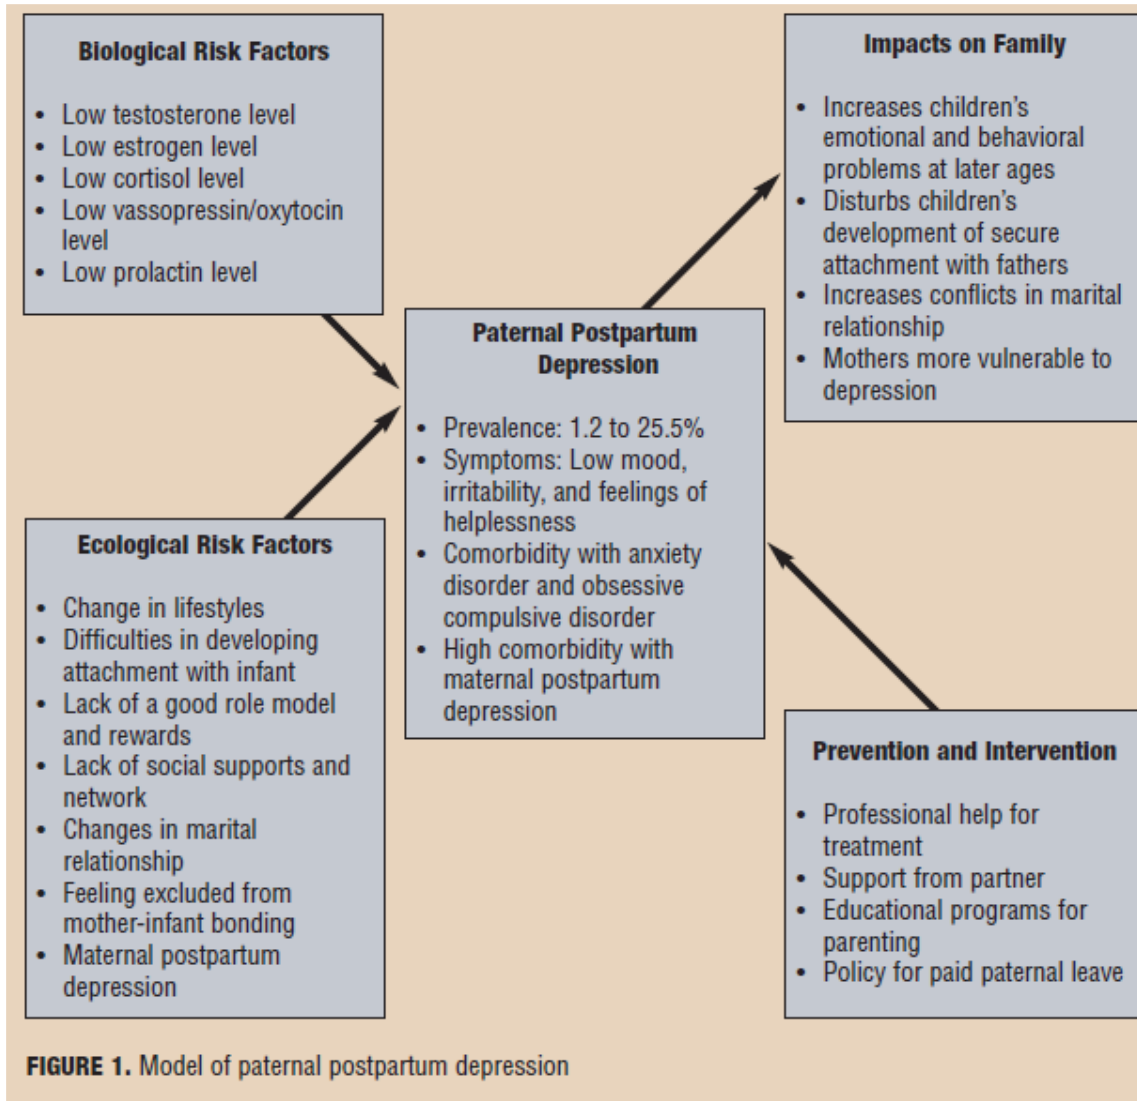 Biological Risk Factors
• Low testosterone level
• Low estrogen level
• Low cortisol level
• Low vassopressin/oxytocin
level
• Low prolactin level
Ecological Risk Factors
• Change in lifestyles
• Difficulties in developing
attachment with infant
• Lack of a good role model
and rewards
• Lack of social supports and
network
• Changes in marital
relationship
• Feeling excluded from
mother-infant bonding
• Maternal postpartum
depression
Paternal Postpartum
Depression
• Prevalence: 1.2 to 25.5%
• Symptoms: Low mood,
irritability, and feelings of
helplessness
• Comorbidity with anxiety
disorder and obsessive
compulsive disorder
• High comorbidity with
maternal postpartum
depression
Impacts on Family
• Increases children’s
emotional and behavioral
problems at later ages
• Disturbs children’s
development of secure
attachment with fathers
• Increases conflicts in marital
relationship
• Mothers more vulnerable to
depression
Prevention and Intervention
• Professional help for
treatment
• Support from partner
• Educational programs for
parenting
• Policy for paid paternal leave
FIGURE 1. Model of paternal postpartum depression